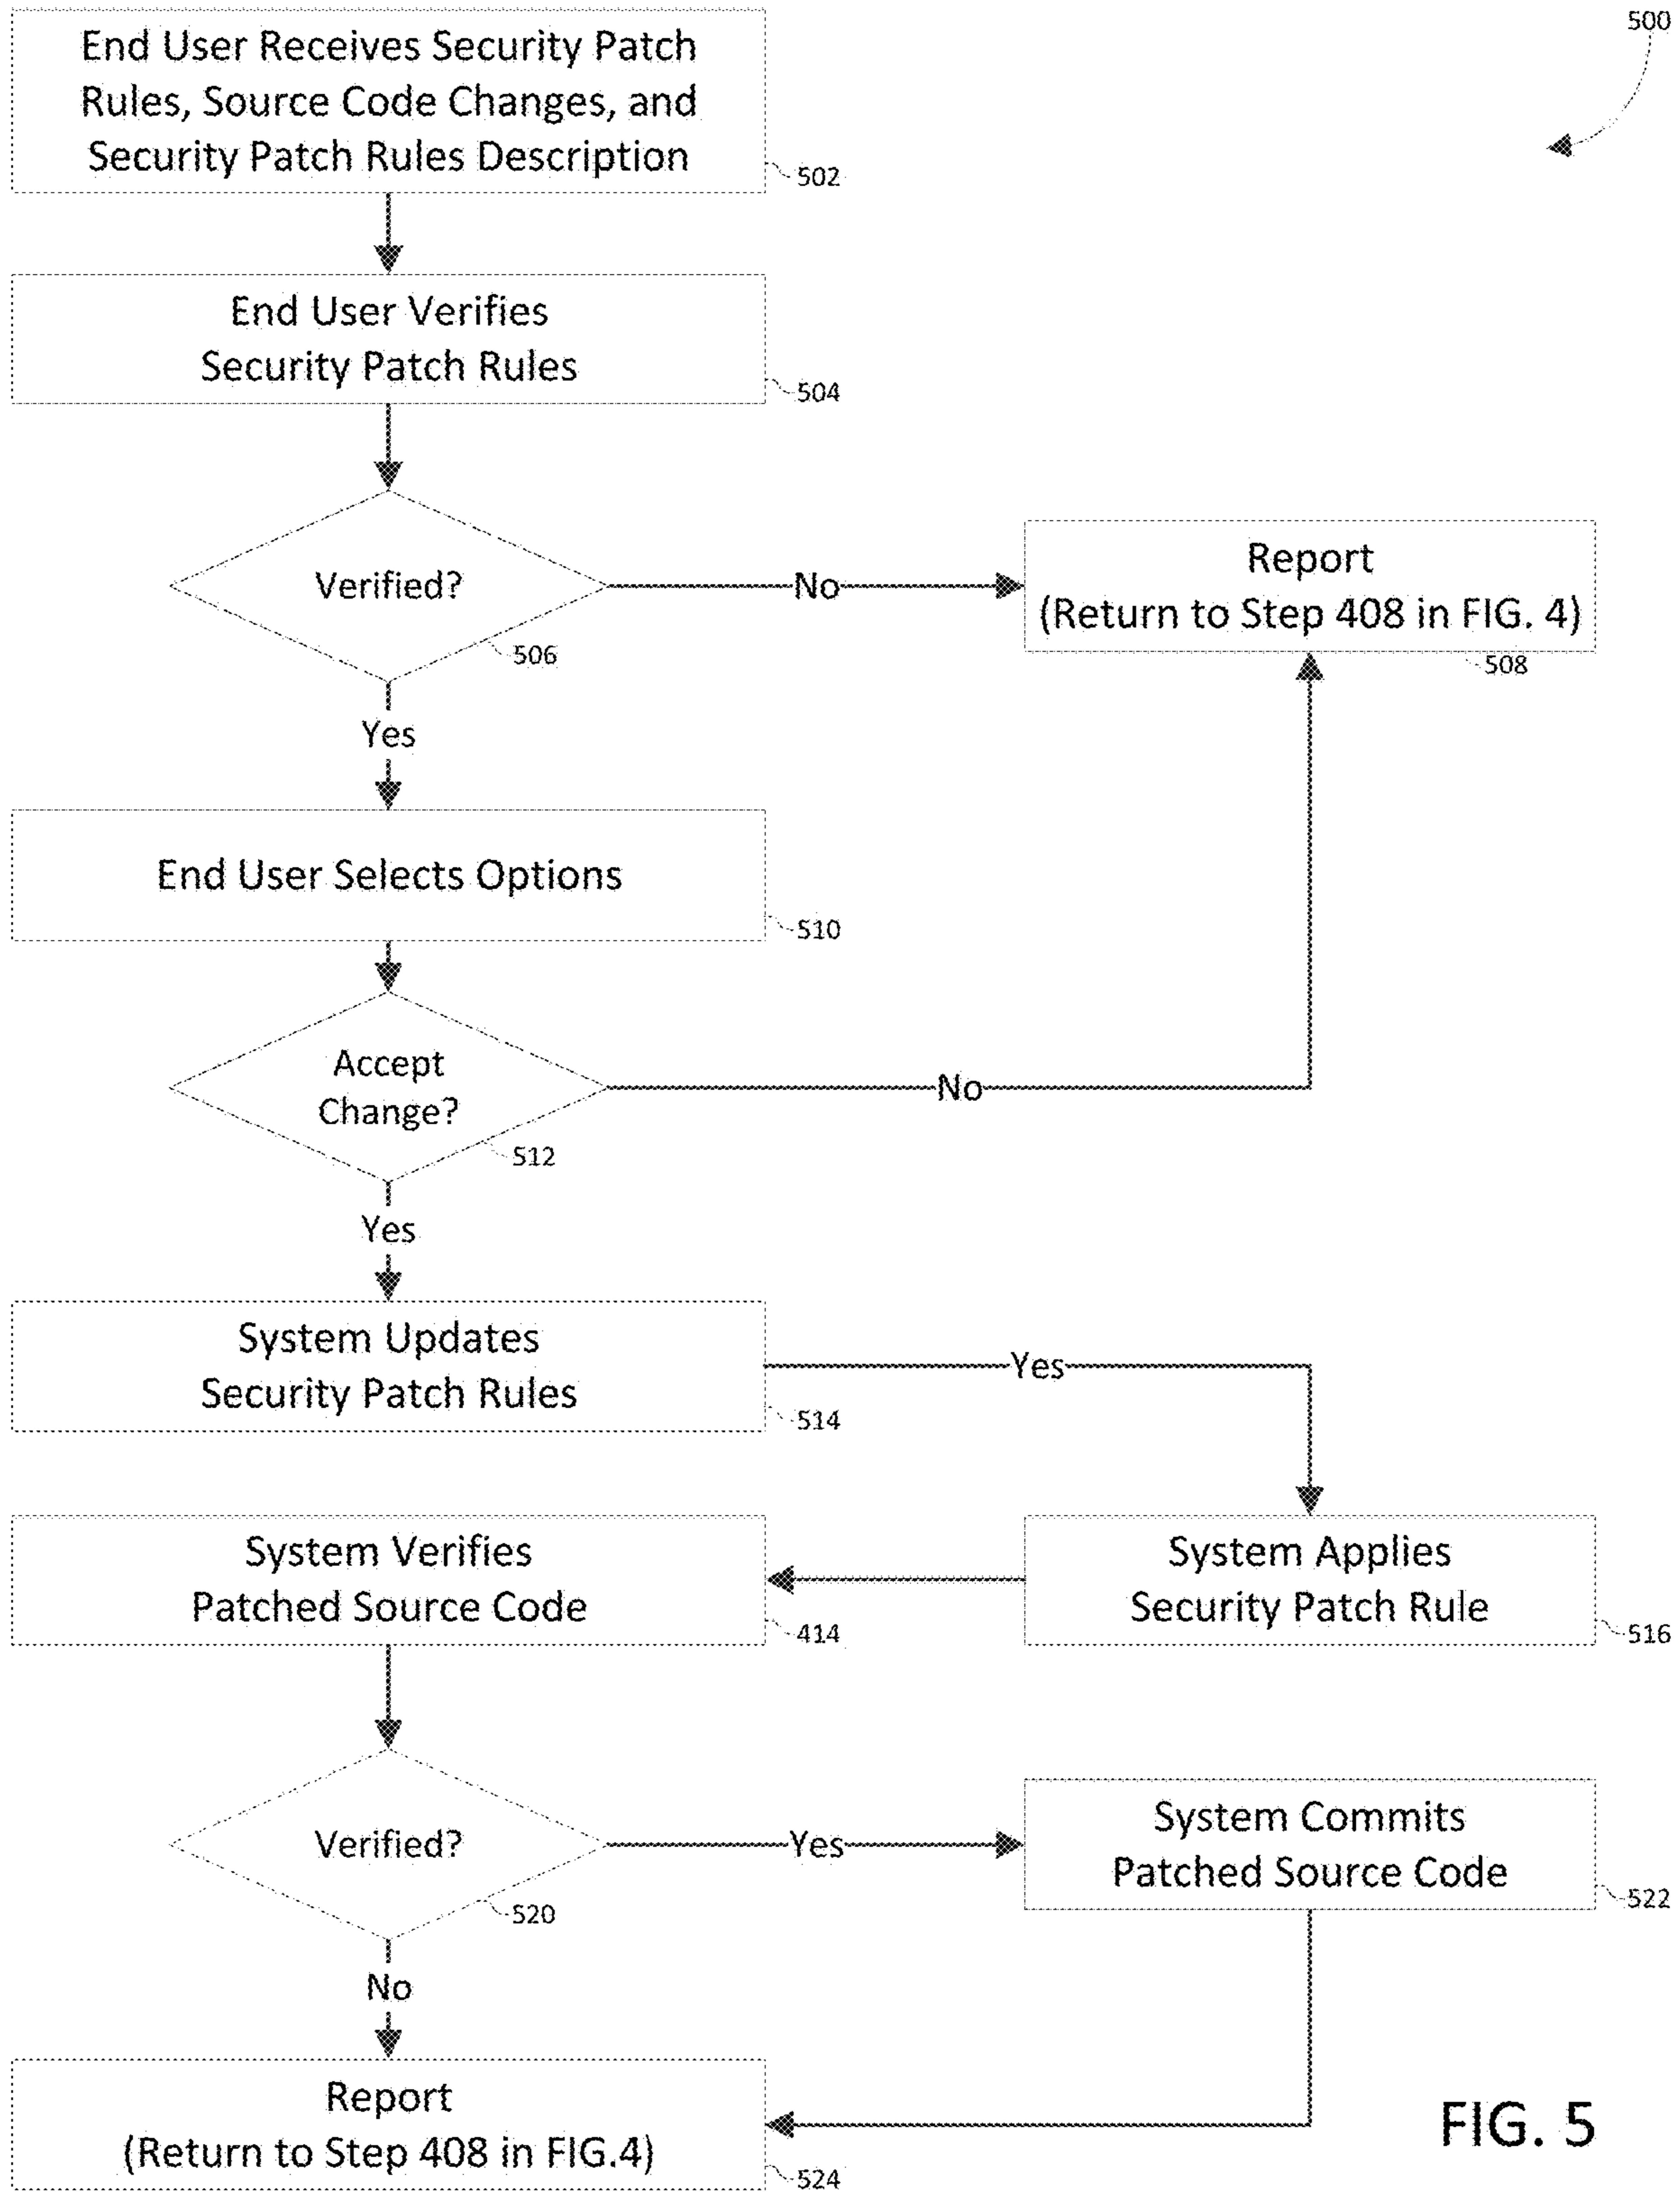 500
End User Receives Security Patch
Rules, Source Code Changes, and
Security Patch Rules Description
502
End User Verifies
Security Patch Rules
504
Verified?
506
No
Report
(Return to Step 408 in FIG. 4)
508
Yes
End User Selects Options
510
Accept
Change?
512
No
Yes
System Updates
Security Patch Rules
514
Yes
System Applies
Security Patch Rule
516
System Verifies
Patched Source Code
414
Verified?
520
Yes
System Commits
Patched Source Code
522
No
Report
(Return to Step 408 in FIG.4)
524
FIG. 5